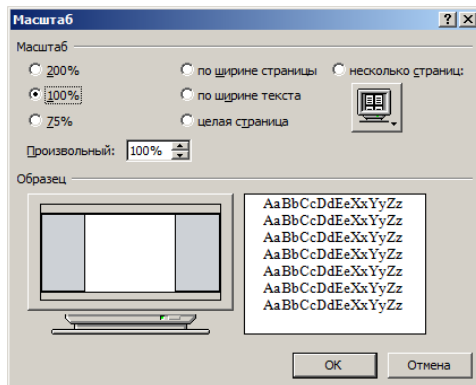 Масштаб
Масштаб
200% по ширине страницы несколько страниц:
100% по ширине текста
75% целая страница
Произвольный: 100%
Образец
AaBbCcDdEeXxYyZz
AaBbCcDdEeXxYyZz
AaBbCcDdEeXxYyZz
AaBbCcDdEeXxYyZz
AaBbCcDdEeXxYyZz
AaBbCcDdEeXxYyZz
AaBbCcDdEeXxYyZz
OK Отмена